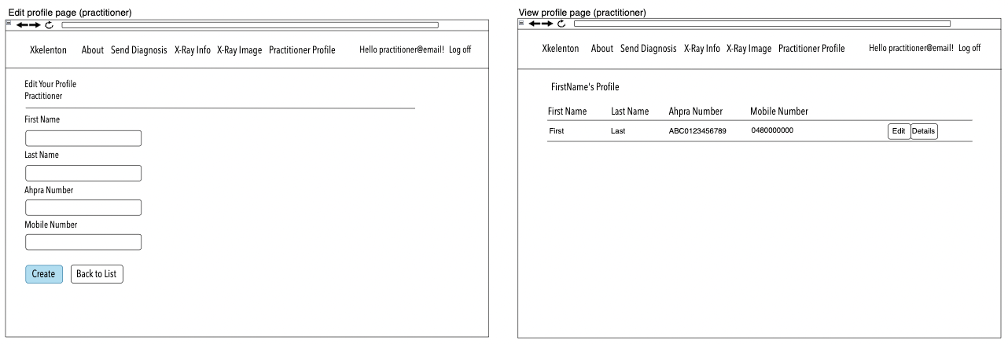 Edit profile page (practitioner)
Xkelenton About Send Diagnosis X-Ray Info X-Ray Image Practitioner Profile Hello practitioner@email! Log off
Edit Your Profile
Practitioner
First Name
Last Name
Ahpra Number
Mobile Number
Create Back to List
View profile page (practitioner)
Xkelenton About Send Diagnosis X-Ray Info X-Ray Image Practitioner Profile Hello practitioner@email! Log off
FirstName's Profile
First Name Last Name Ahpra Number Mobile Number
First Last ABC0123456789 0480000000 Edit Details